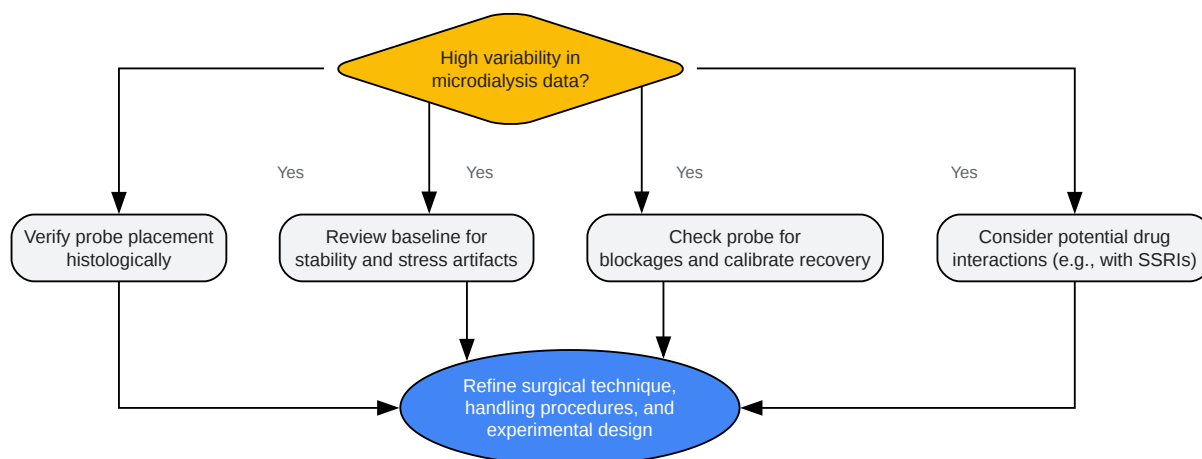 High variability in
microdialysis data?
Yes
Yes
Yes
Yes
Verify probe placement
histologically
Review baseline for
stability and stress artifacts
Check probe for
blockages and calibrate recovery
Consider potential drug
interactions (e.g., with SSRIs)
Refine surgical technique,
handling procedures, and
experimental design